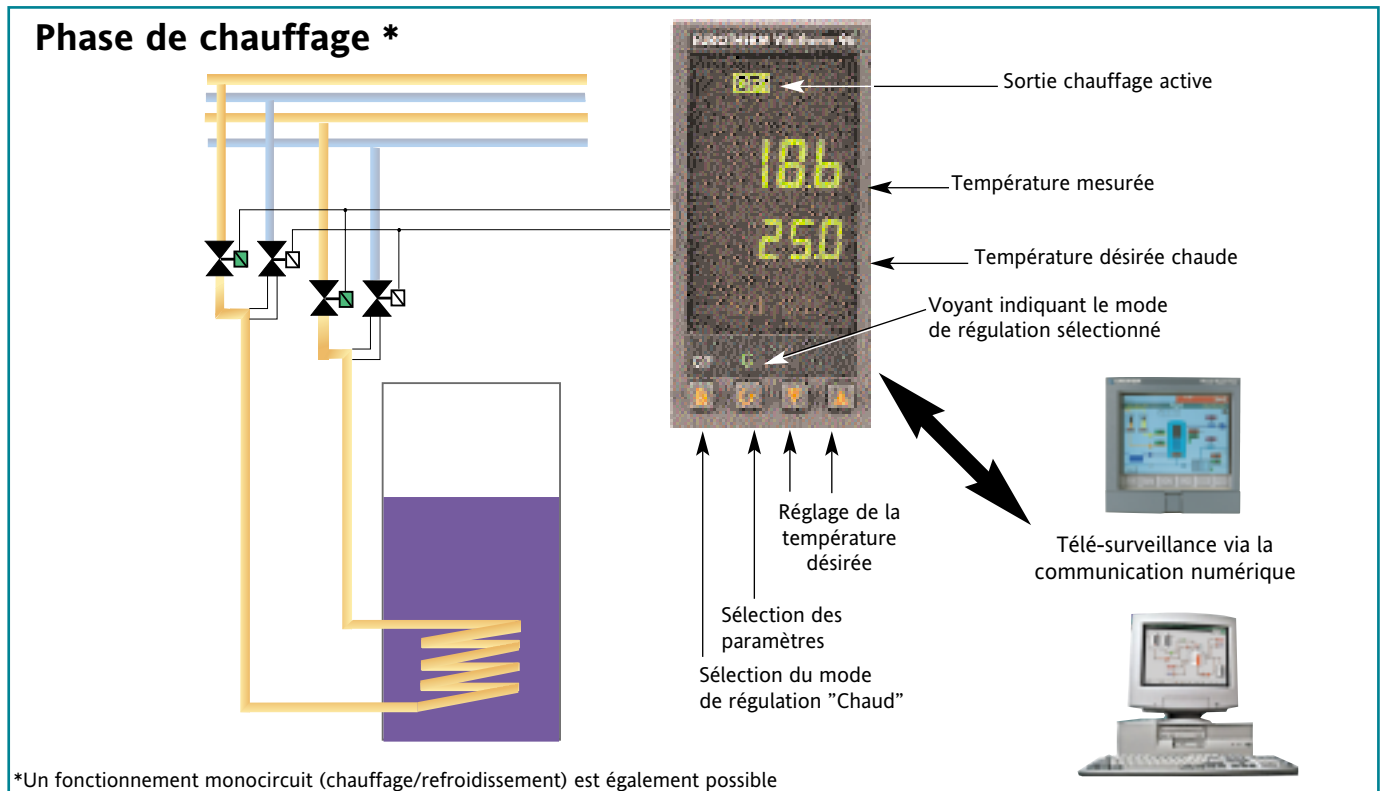 Phase de chauffage *
Sortie chauffage active
18.6
Température mesurée
25.0
Température désirée chaude
Voyant indiquant le mode
de régulation sélectionné
Réglage de la
température
désirée
Télé-surveillance via la
communication numérique
Sélection des
paramètres
Sélection du mode
de régulation ”Chaud”
*Un fonctionnement monocircuit (chauffage/refroidissement) est également possible